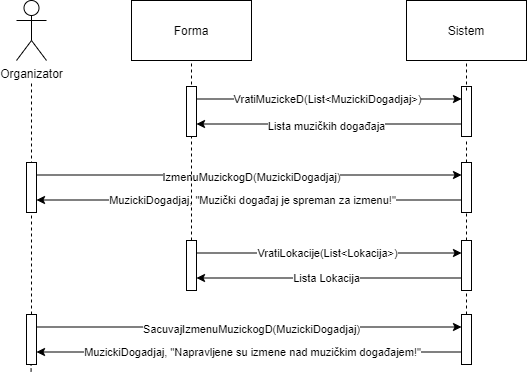 Organizator
Forma
Sistem
VratiMuzickeD(List<MuzickiDogadjaj>)
Lista muzičkih događaja
IzmenuMuzickogD(MuzickiDogadjaj)
MuzickiDogadjaj, "Muzički događaj je spreman za izmenu!"
VratiLokacije(List<Lokacija>)
Lista Lokacija
SacuvajIzmenuMuzickogD(MuzickiDogadjaj)
MuzickiDogadjaj, "Napravljene su izmene nad muzičkim događajem!"